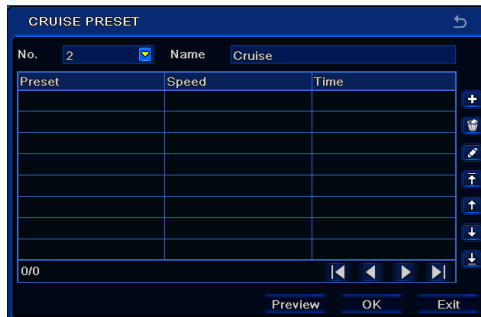 CRUISE PRESET
No. 2 Name Cruise
Preset Speed Time
0/0
Preview OK Exit